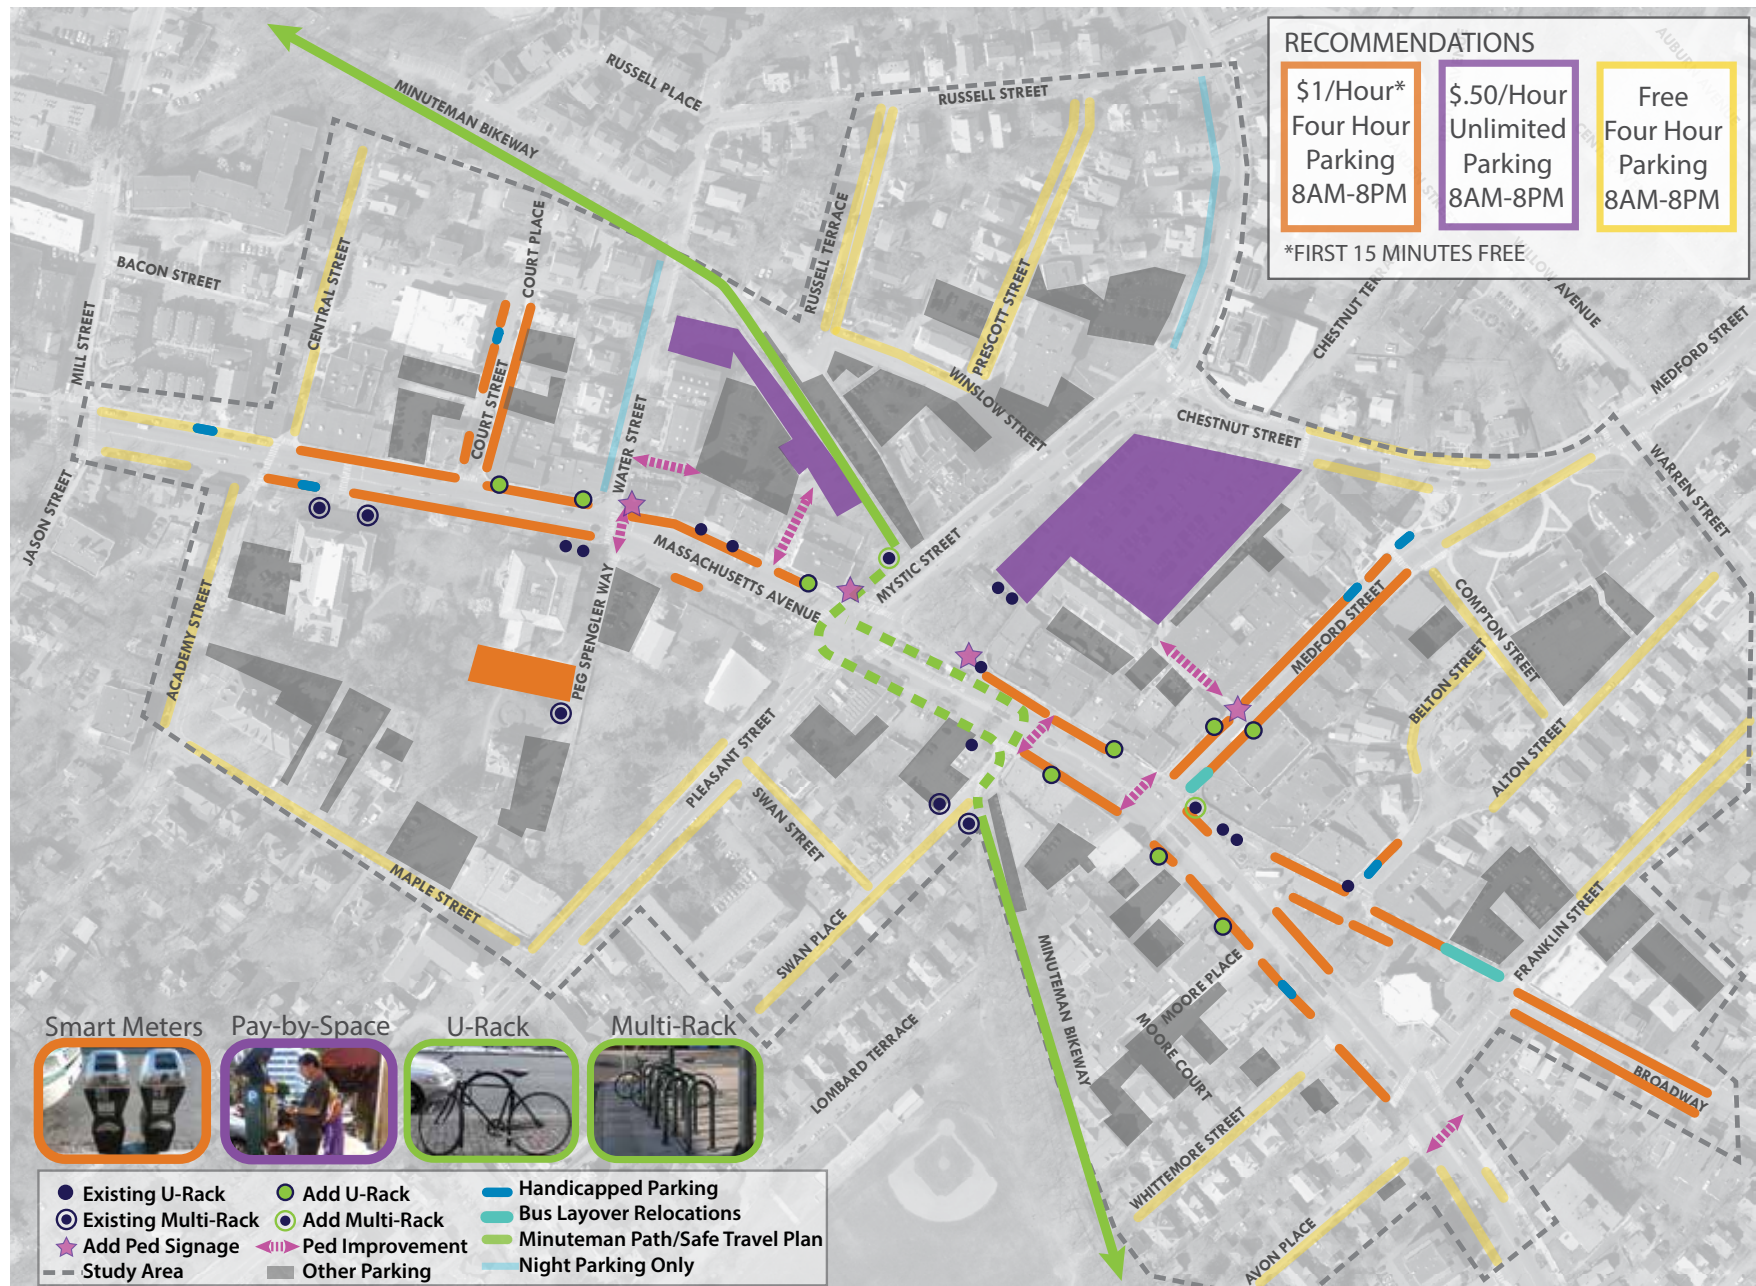 RECOMMENDATIONS
$1/Hour*
Four Hour
Parking
8AM-8PM
$.50/Hour
Unlimited
Parking
8AM-8PM
Free
Four Hour
Parking
8AM-8PM
*FIRST 15 MINUTES FREE
RUSSELL PLACE
RUSSELL STREET
MINUTEMAN BIKEWAY
BACON STREET
MILL STREET
CENTRAL STREET
COURT PLACE
COURT STREET
WATER STREET
RUSSELL TERRACE
PRESCOTT STREET
WINSLOW STREET
CHESTNUT TERRACE
WILLOW AVENUE
MEDFORD STREET
CHESTNUT STREET
WARREN STREET
JASON STREET
ACADEMY STREET
MASSACHUSETTS AVENUE
MYSTIC STREET
PEG SPENGLER WAY
MEDFORD STREET
COMPTON STREET
BELTON STREET
ALTON STREET
PLEASANT STREET
SWAN STREET
MAPLE STREET
SWAN PLACE
FRANKLIN STREET
MINUTEMAN BIKEWAY
MOORE PLACE
MOORE COURT
LOMBARD TERRACE
BROADWAY
WHITTEMORE STREET
AVON PLACE
Smart Meters
Pay-by-Space
U-Rack
Multi-Rack
Existing U-Rack
Existing Multi-Rack
Add Ped Signage
Study Area
Add U-Rack
Add Multi-Rack
Ped Improvement
Other Parking
Handicapped Parking
Bus Layover Relocations
Minuteman Path/Safe Travel Plan
Night Parking Only